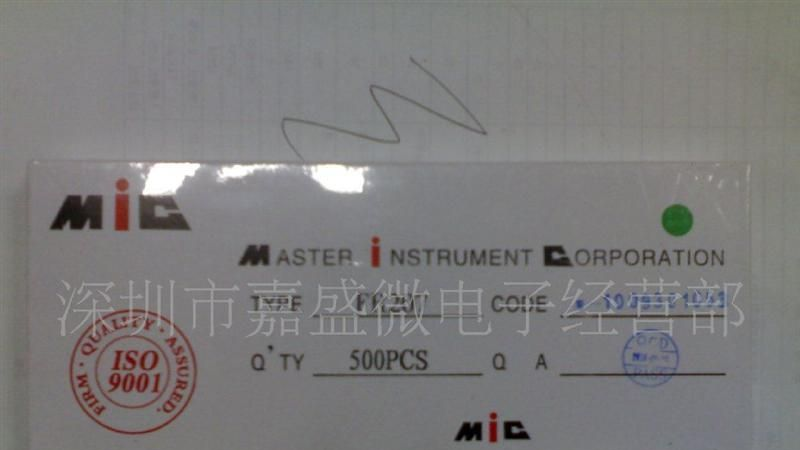 MiC
MASTER iNSTRUMENT CORPORATION
TYPE CODE
深圳市嘉盛微电子经营部
Q'TY 500PCS Q A
FIRM · QUALITY · ASSURED.
ISO
9001
PASS
MiC